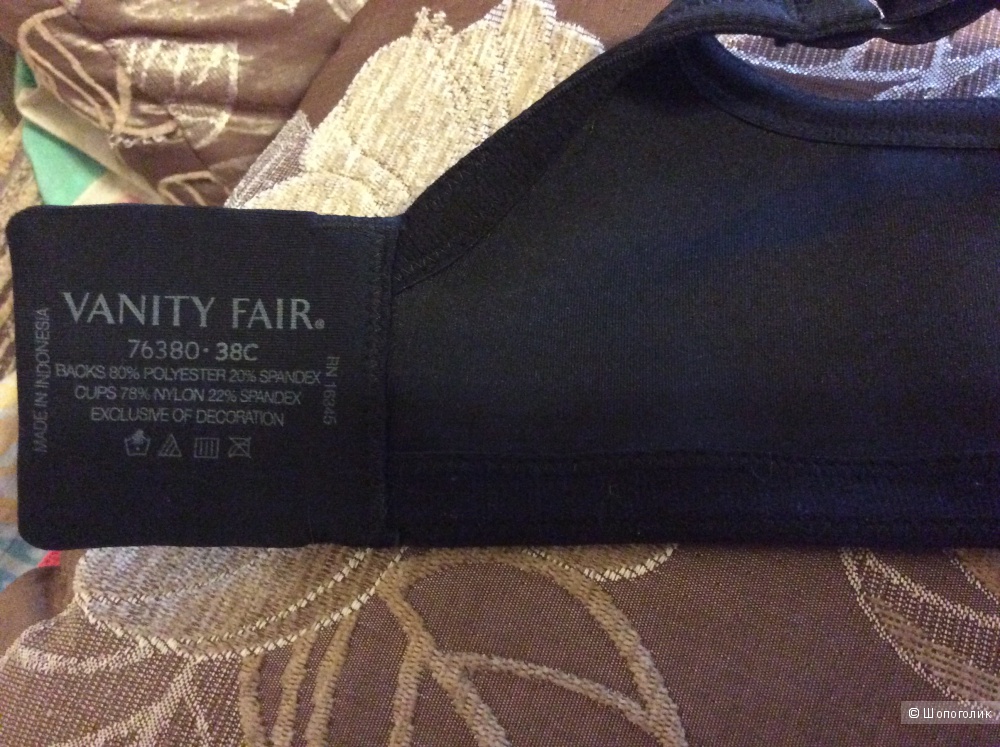 VANITY FAIR®
76380 · 38C
BACKS 80% POLYESTER 20% SPANDEX
CUPS 78% NYLON 22% SPANDEX
EXCLUSIVE OF DECORATION
MADE IN INDONESIA
RN 16845
© Шопоголик